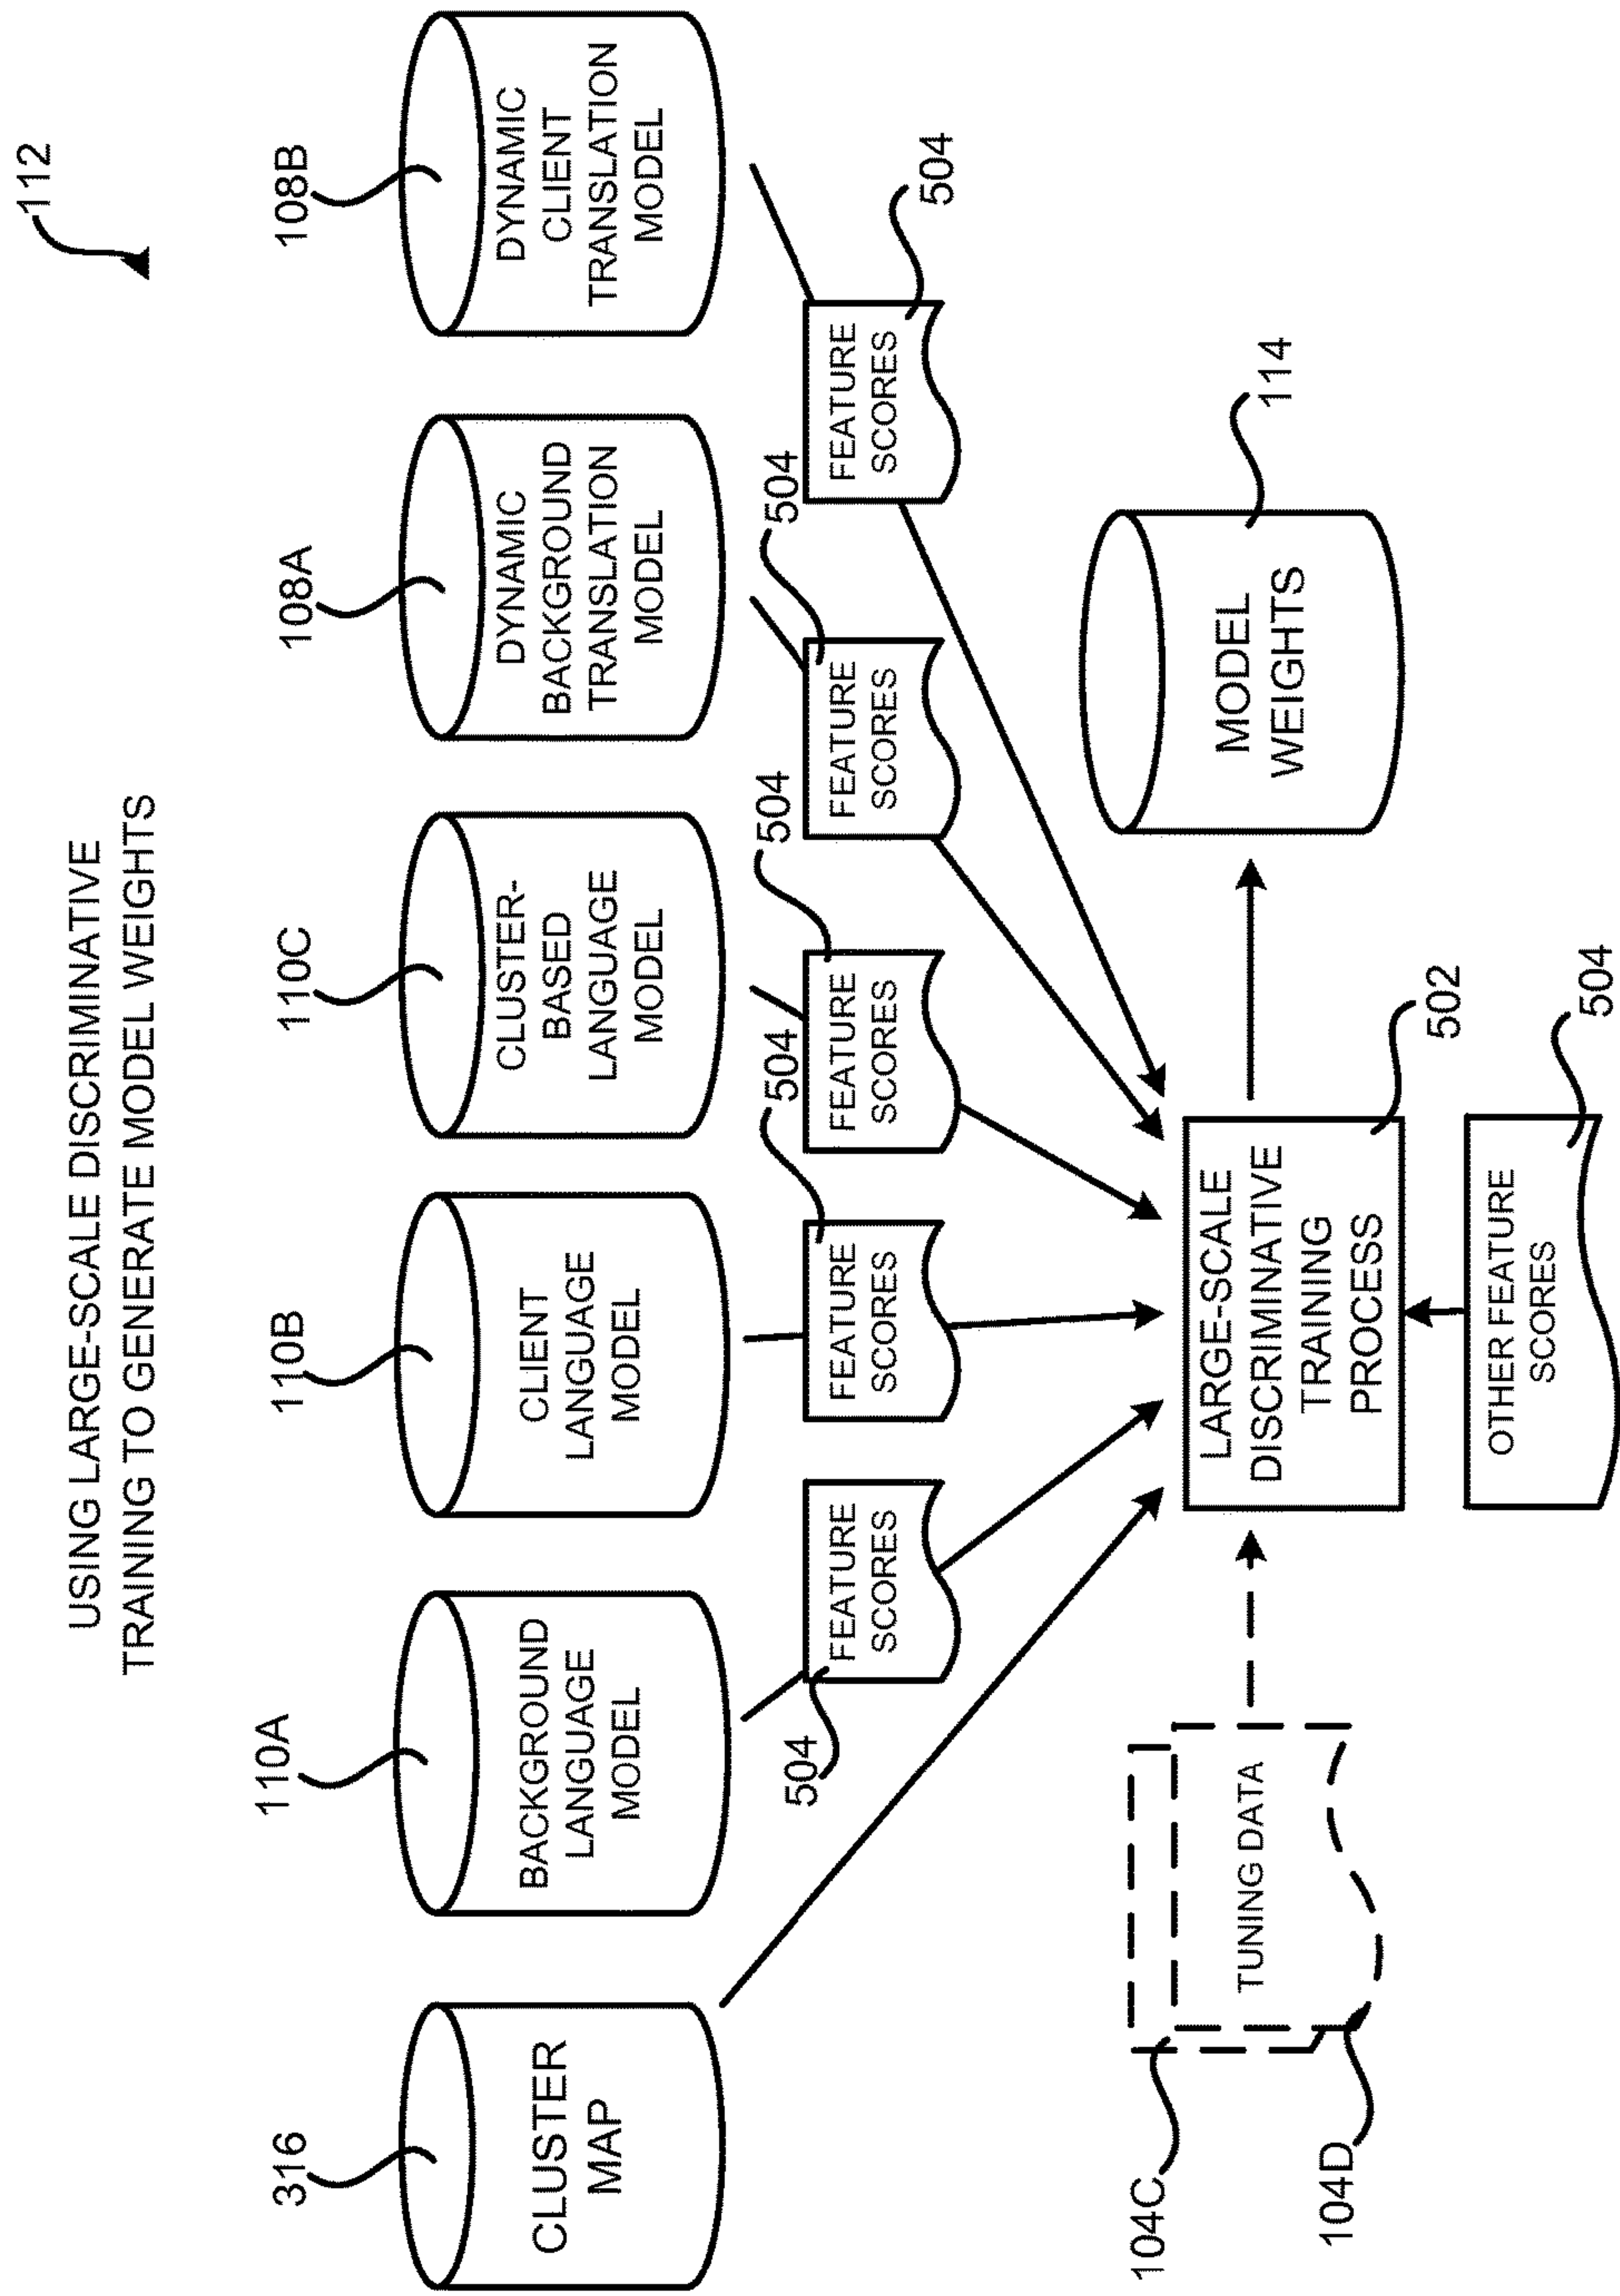 USING LARGE-SCALE DISCRIMINATIVE
TRAINING TO GENERATE MODEL WEIGHTS
112
316
110A
110B
110C
108A
108B
CLUSTER
MAP
BACKGROUND
LANGUAGE
MODEL
CLIENT
LANGUAGE
MODEL
CLUSTER-
BASED
LANGUAGE
MODEL
DYNAMIC
BACKGROUND
TRANSLATION
MODEL
DYNAMIC
CLIENT
TRANSLATION
MODEL
504
FEATURE
SCORES
504
FEATURE
SCORES
504
FEATURE
SCORES
504
FEATURE
SCORES
504
FEATURE
SCORES
104C
104D
TUNING DATA
LARGE-SCALE
DISCRIMINATIVE
TRAINING
PROCESS
502
MODEL
WEIGHTS
114
OTHER FEATURE
SCORES
504